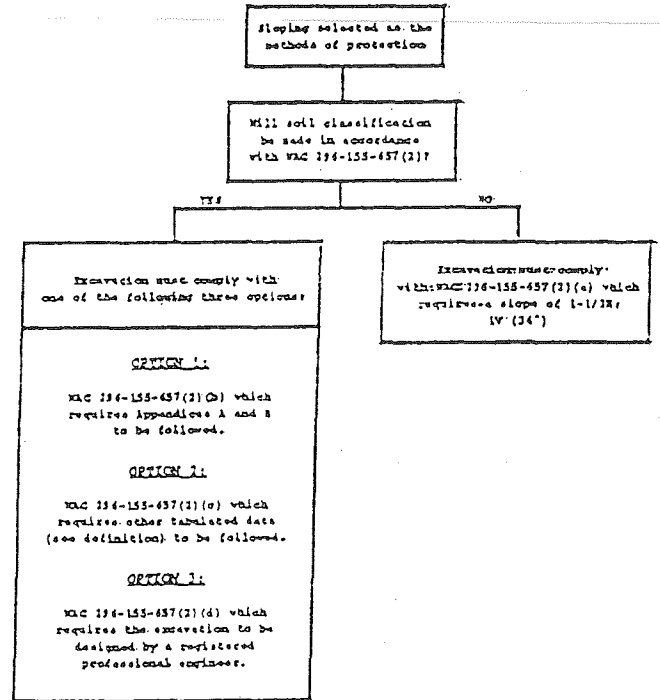 Sloping selected as the
methods of protection
Will soil classification
be made in accordance
with WAC 296-155-657(2)?
YES
NO
Excavation must comply with
one of the following three options:
Excavation must comply
with WAC 296-155-657(2)(a) which
requires a slope of 1-1/2H:
1V (34°)
OPTION 1:
WAC 296-155-657(2)(b) which
requires Appendices A and B
to be followed.
OPTION 2:
WAC 296-155-657(2)(c) which
requires other tabulated data
(see definition) to be followed.
OPTION 3:
WAC 296-155-657(2)(d) which
requires the excavation to be
designed by a registered
professional engineer.